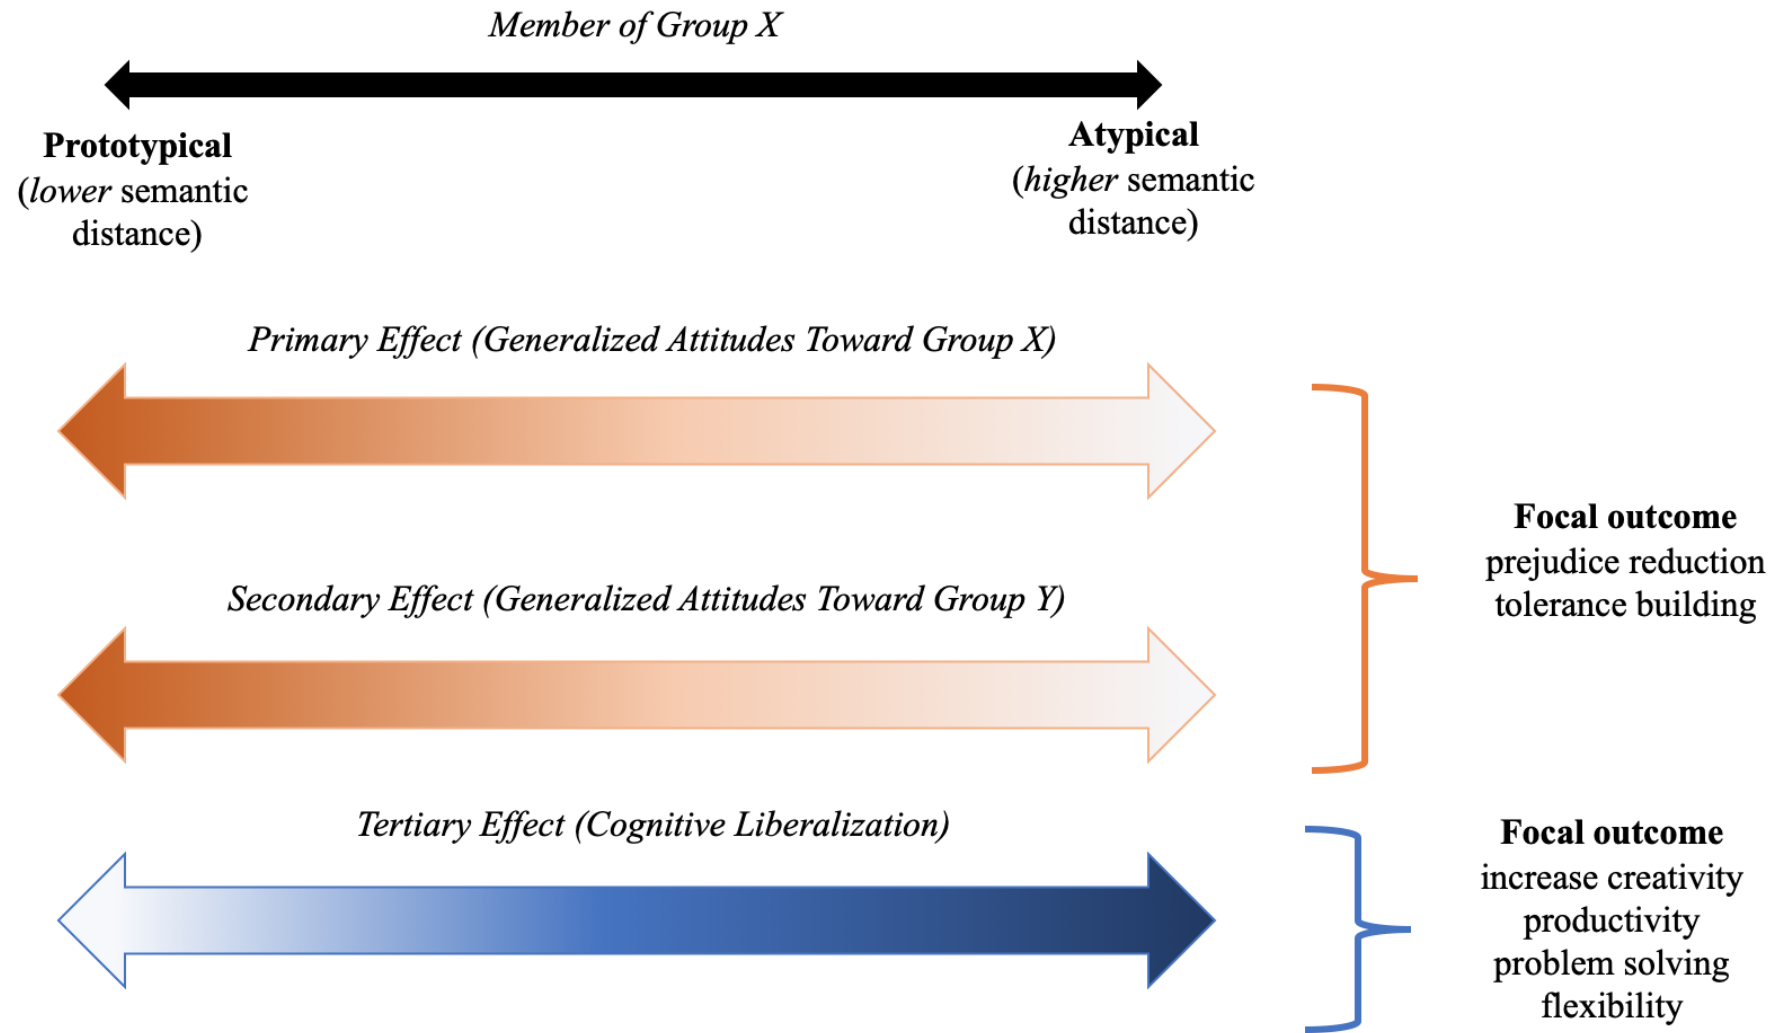 Member of Group X
Prototypical
(lower semantic
distance)
Atypical
(higher semantic
distance)
Primary Effect (Generalized Attitudes Toward Group X)
Secondary Effect (Generalized Attitudes Toward Group Y)
Focal outcome
prejudice reduction
tolerance building
Tertiary Effect (Cognitive Liberalization)
Focal outcome
increase creativity
productivity
problem solving
flexibility